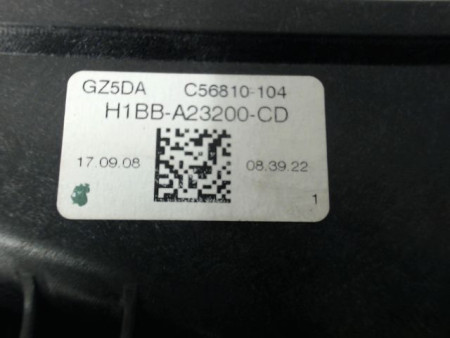 GZ5DA C56810-104
H1BB-A23200-CD
17.09.08 08.39.22
1